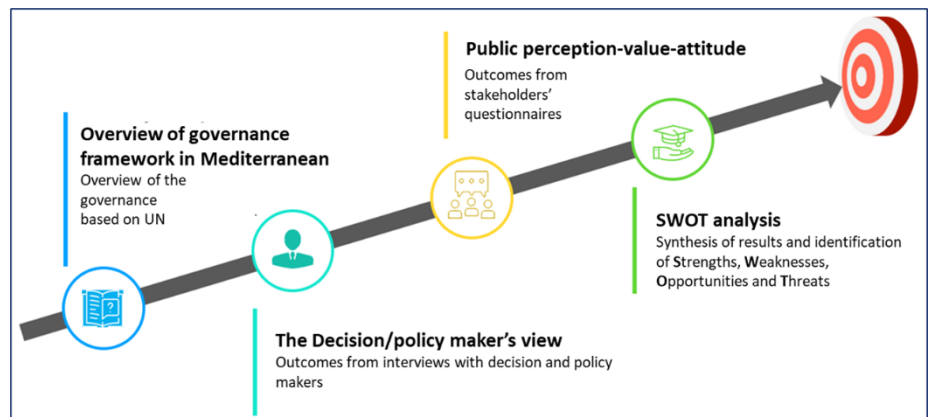 Overview of governance
framework in Mediterranean
Overview of the
governance
based on UN
The Decision/policy maker's view
Outcomes from interviews with decision and policy
makers
Public perception-value-attitude
Outcomes from
stakeholders'
questionnaires
SWOT analysis
Synthesis of results and identification
of Strengths, Weaknesses,
Opportunities and Threats
?